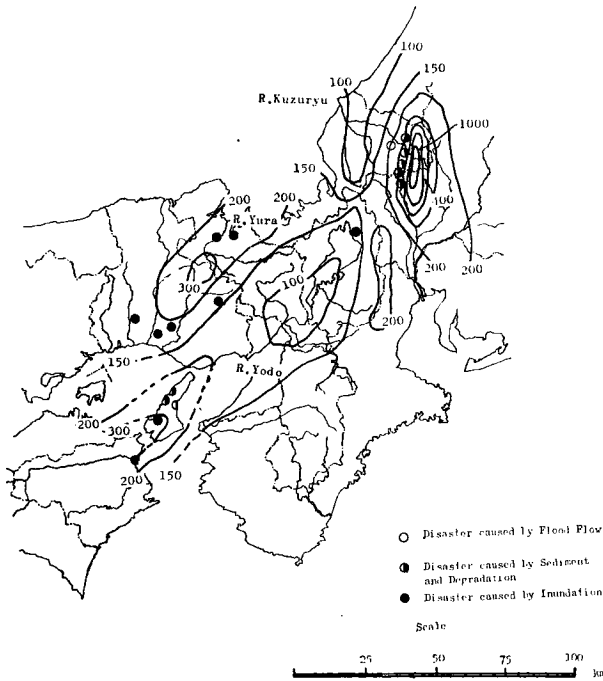 100
100
150
R.Kuzuryu
1000
150
200
200
R.Yura
400
300
100
200
200
200
150
R.Yodo
200
300
200
150
Disaster caused by Flood Flow
Disaster caused by Sediment
and Degradation
Disaster caused by Inundation
Scale
25 50 75 100
km